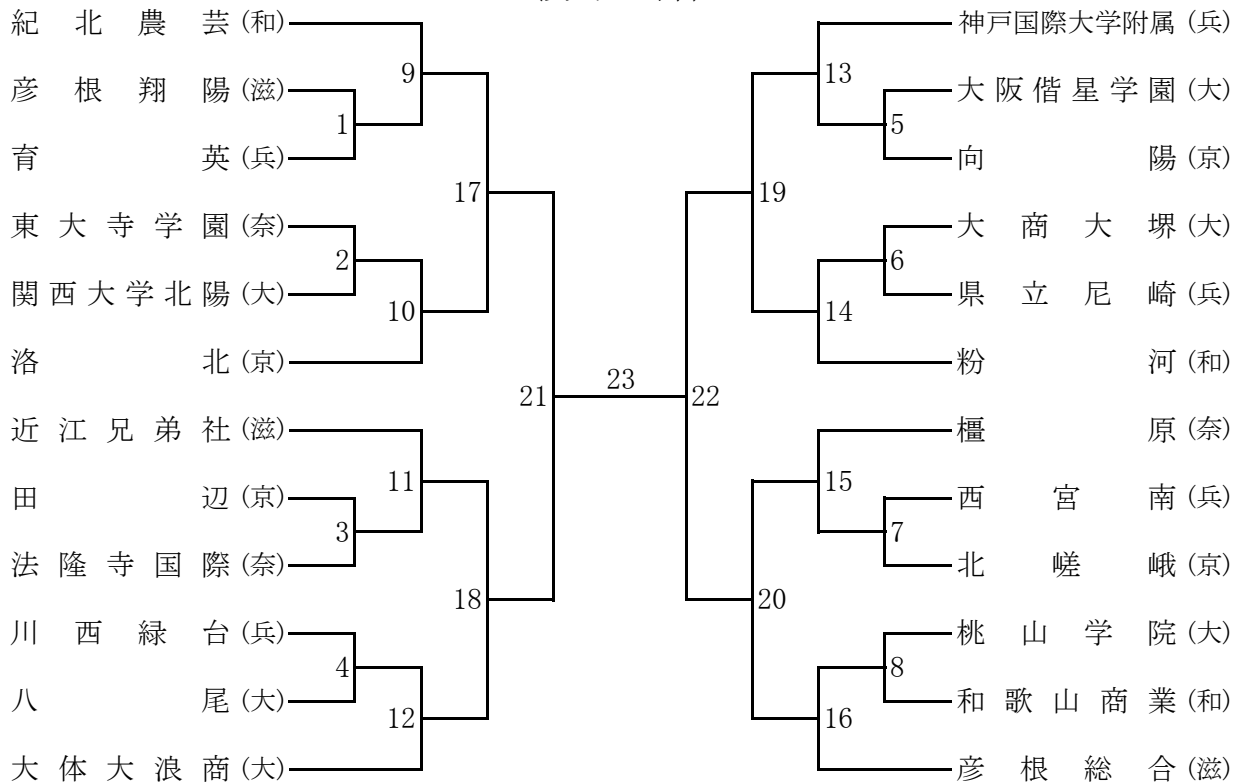 紀北農芸(和)
9
彦根翔陽(滋)
1
育英(兵)
17
東大寺学園(奈)
2
関西大学北陽(大)
10
洛北(京)
21
近江兄弟社(滋)
11
田辺(京)
3
法隆寺国際(奈)
18
川西緑台(兵)
4
八尾(大)
12
大体大浪商(大)
23
神戸国際大学附属(兵)
13
大阪偕星学園(大)
5
向陽(京)
19
大商大堺(大)
6
県立尼崎(兵)
14
粉河(和)
22
橿原(奈)
15
西宮南(兵)
7
北嵯峨(京)
20
桃山学院(大)
8
和歌山商業(和)
16
彦根総合(滋)